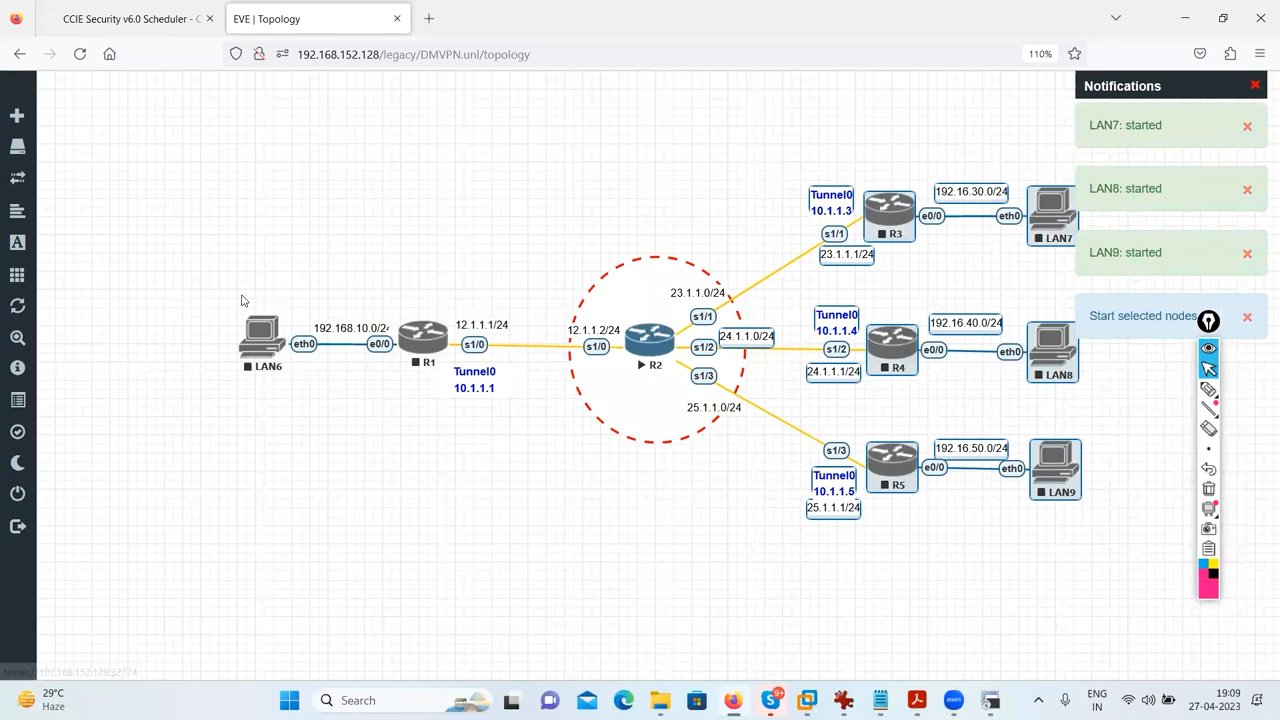 CCIE Security v6.0 Scheduler - C
EVE | Topology
192.168.152.128/legacy/DMVPN.unl/topology
110%
Notifications
LAN7: started
LAN8: started
LAN9: started
Start selected nodes
Tunnel0
10.1.1.3
s1/1
23.1.1.1/24
R3
e0/0
192.16.30.0/24
eth0
LAN7
Tunnel0
10.1.1.4
s1/2
24.1.1.1/24
R4
e0/0
192.16.40.0/24
eth0
LAN8
LAN6
eth0
192.168.10.0/24
e0/0
R1
12.1.1.1/24
s1/0
Tunnel0
10.1.1.1
12.1.1.2/24
s1/0
R2
23.1.1.0/24
s1/1
24.1.1.0/24
s1/2
s1/3
25.1.1.0/24
s1/3
Tunnel0
10.1.1.5
25.1.1.1/24
R5
e0/0
192.16.50.0/24
eth0
LAN9
29°C
Haze
Search
9+
ENG
IN
19:09
27-04-2023